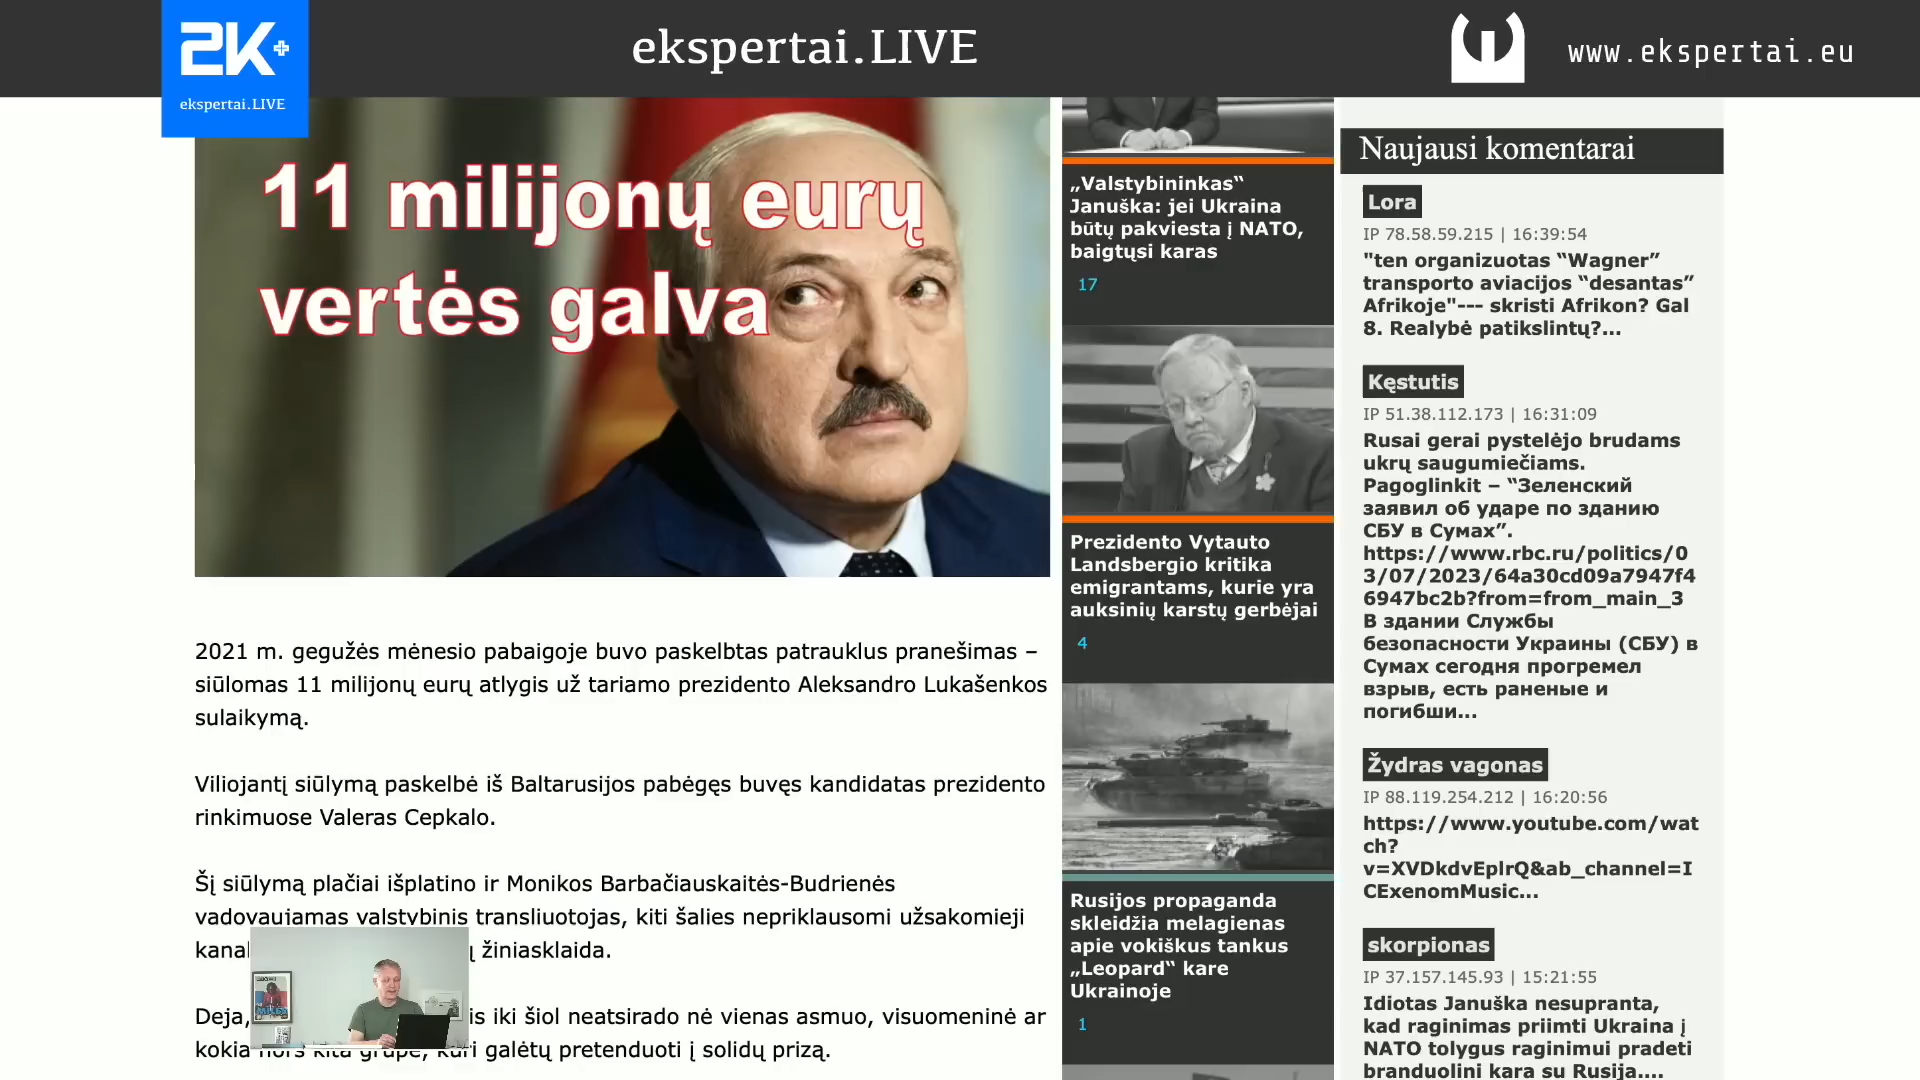 2K+
ekspertai.LIVE
ekspertai.LIVE
www.ekspertai.eu
11 milijonų eurų
vertės galva
2021 m. gegužės mėnesio pabaigoje buvo paskelbtas patrauklus pranešimas –
siūlomas 11 milijonų eurų atlygis už tariamo prezidento Aleksandro Lukašenkos
sulaikymą.
Viliojantį siūlymą paskelbė iš Baltarusijos pabėgęs buvęs kandidatas prezidento
rinkimuose Valeras Cepkalo.
Šį siūlymą plačiai išplatino ir Monikos Barbačiauskaitės-Budrienės
vadovaujamas valstybinis transliuotojas, kiti šalies nepriklausomi užsakomieji
žiniasklaida.
Deja, iki šiol neatsirado nė vienas asmuo, visuomeninė ar
kokia nors kita grupė, kuri galėtų pretenduoti į solidų prizą.
„Valstybininkas“
Januška: jei Ukraina
būtų pakviesta į NATO,
baigtųsi karas
17
Prezidento Vytauto
Landsbergio kritika
emigrantams, kurie yra
auksinių karstų gerbėjai
4
Rusijos propaganda
skleidžia melagienas
apie vokiškus tankus
„Leopard“ kare
Ukrainoje
1
Naujausi komentarai
Lora
IP 78.58.59.215 | 16:39:54
"ten organizuotas “Wagner”
transporto aviacijos “desantas”
Afrikoje"--- skristi Afrikon? Gal
8. Realybė patikslintų?...
Kęstutis
IP 51.38.112.173 | 16:31:09
Rusai gerai pystelėjo brudams
ukrų saugumiečiams.
Pagoglinkit – “Зеленский
заявил об ударе по зданию
СБУ в Сумах”.
https://www.rbc.ru/politics/0
3/07/2023/64a30cd09a7947f4
6947bc2b?from=from_main_3
В здании Службы
безопасности Украины (СБУ) в
Сумах сегодня прогремел
взрыв, есть раненые и
погибши...
Žydras vagonas
IP 88.119.254.212 | 16:20:56
https://www.youtube.com/wat
ch?
v=XVDkdvEplrQ&ab_channel=I
CExenomMusic...
skorpionas
IP 37.157.145.93 | 15:21:55
Idiotas Januška nesupranta,
kad raginimas priimti Ukraina į
NATO tolygus raginimui pradeti
branduolini kara su Rusija....